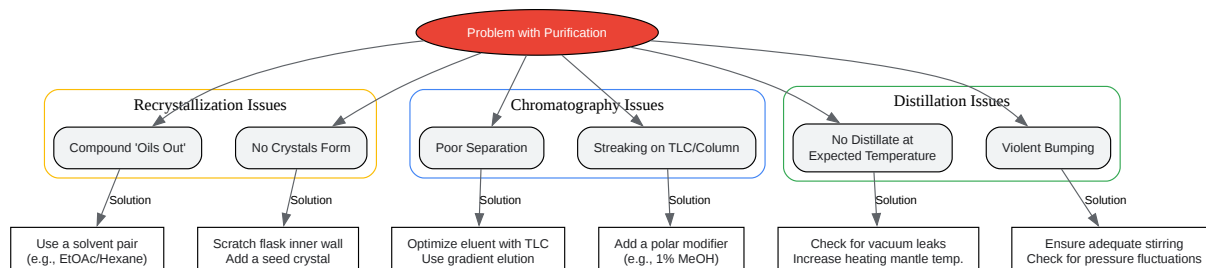 Problem with Purification
Recrystallization Issues
Chromatography Issues
Distillation Issues
Compound 'Oils Out'
No Crystals Form
Poor Separation
Streaking on TLC/Column
No Distillate at
Expected Temperature
Violent Bumping
Solution
Solution
Solution
Solution
Solution
Solution
Use a solvent pair
(e.g., EtOAc/Hexane)
Scratch flask inner wall
Add a seed crystal
Optimize eluent with TLC
Use gradient elution
Add a polar modifier
(e.g., 1% MeOH)
Check for vacuum leaks
Increase heating mantle temp.
Ensure adequate stirring
Check for pressure fluctuations